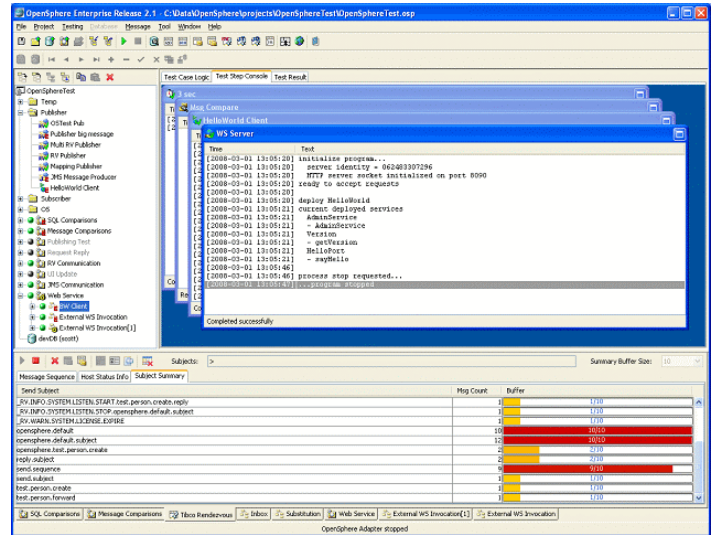 OpenSphere Enterprise Release 2.1 - C:\Data\OpenSphere\projects\OpenSphereTest\OpenSphereTest.osp
File Project Testing Database Message Tool Window Help
Test Case Logic Test Step Console Test Result
OpenSphereTest
Temp
Publisher
OSTest Pub
Publisher big message
Multi RV Publisher
RV Publisher
Mapping Publisher
JMS Message Producer
HelloWorld Client
Subscriber
OS
SQL Comparisons
Message Comparisons
Publishing Test
Request Reply
RV Communication
UI Update
JMS Communication
Web Service
BW Client
External WS Invocation
External WS Invocation[1]
devDB (scott)
3 sec
Msg Compare
HelloWorld Client
WS Server
Time Text
[2008-03-01 13:05:20] initialize program...
[2008-03-01 13:05:20] server identity = 062483307296
[2008-03-01 13:05:20] HTTP server socket initialized on port 8090
[2008-03-01 13:05:20] ready to accept requests
[2008-03-01 13:05:20]
[2008-03-01 13:05:20] deploy HelloWorld
[2008-03-01 13:05:21] current deployed services
[2008-03-01 13:05:21] AdminService
[2008-03-01 13:05:21] - AdminService
[2008-03-01 13:05:21] Version
[2008-03-01 13:05:21] - getVersion
[2008-03-01 13:05:21] HelloPort
[2008-03-01 13:05:21] - sayHello
[2008-03-01 13:05:46]
[2008-03-01 13:05:46] process stop requested...
[2008-03-01 13:05:47] ...program stopped
Completed successfully
Subjects: > Summary Buffer Size: 10
Message Sequence Host Status Info Subject Summary
Send Subject Msg Count Buffer
_RV.INFO.SYSTEM.LISTEN.START.test.person.create.reply 1 1/10
_RV.INFO.SYSTEM.LISTEN.STOP.opensphere.default.subject 1 1/10
_RV.WARN.SYSTEM.LICENSE.EXPIRE 1 1/10
opensphere.default 10 10/10
opensphere.default.subject 12 10/10
opensphere.test.person.create 2 2/10
reply.subject 2 2/10
send.sequence 9 9/10
send.subject 1 1/10
test.person.create 1 1/10
test.person.forward 1 1/10
SQL Comparisons Message Comparisons Tibco Rendezvous Inbox Substitution Web Service External WS Invocation[1] External WS Invocation
OpenSphere Adapter stopped